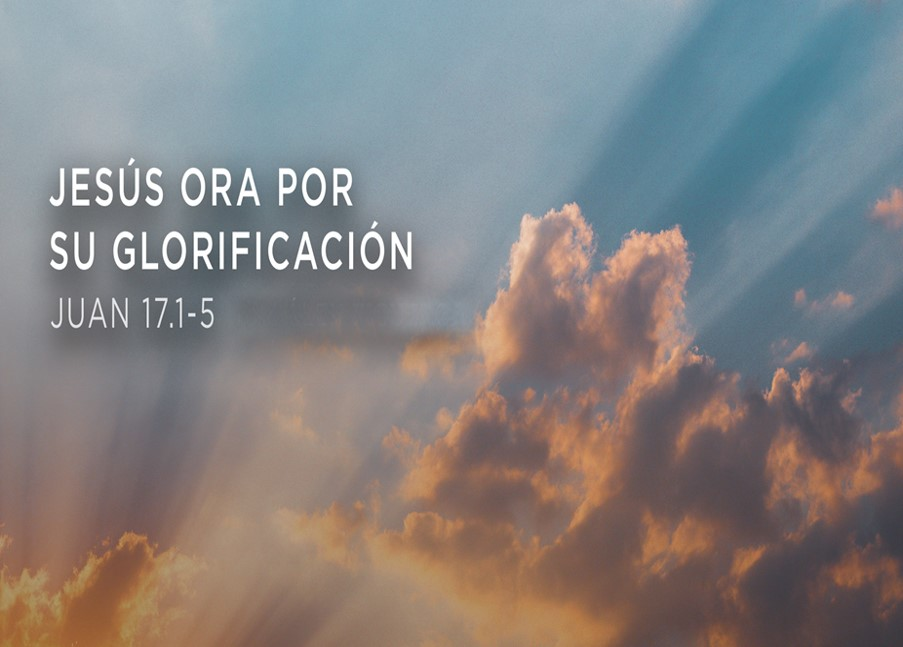 JESÚS ORA POR
SU GLORIFICACIÓN
JUAN 17.1-5